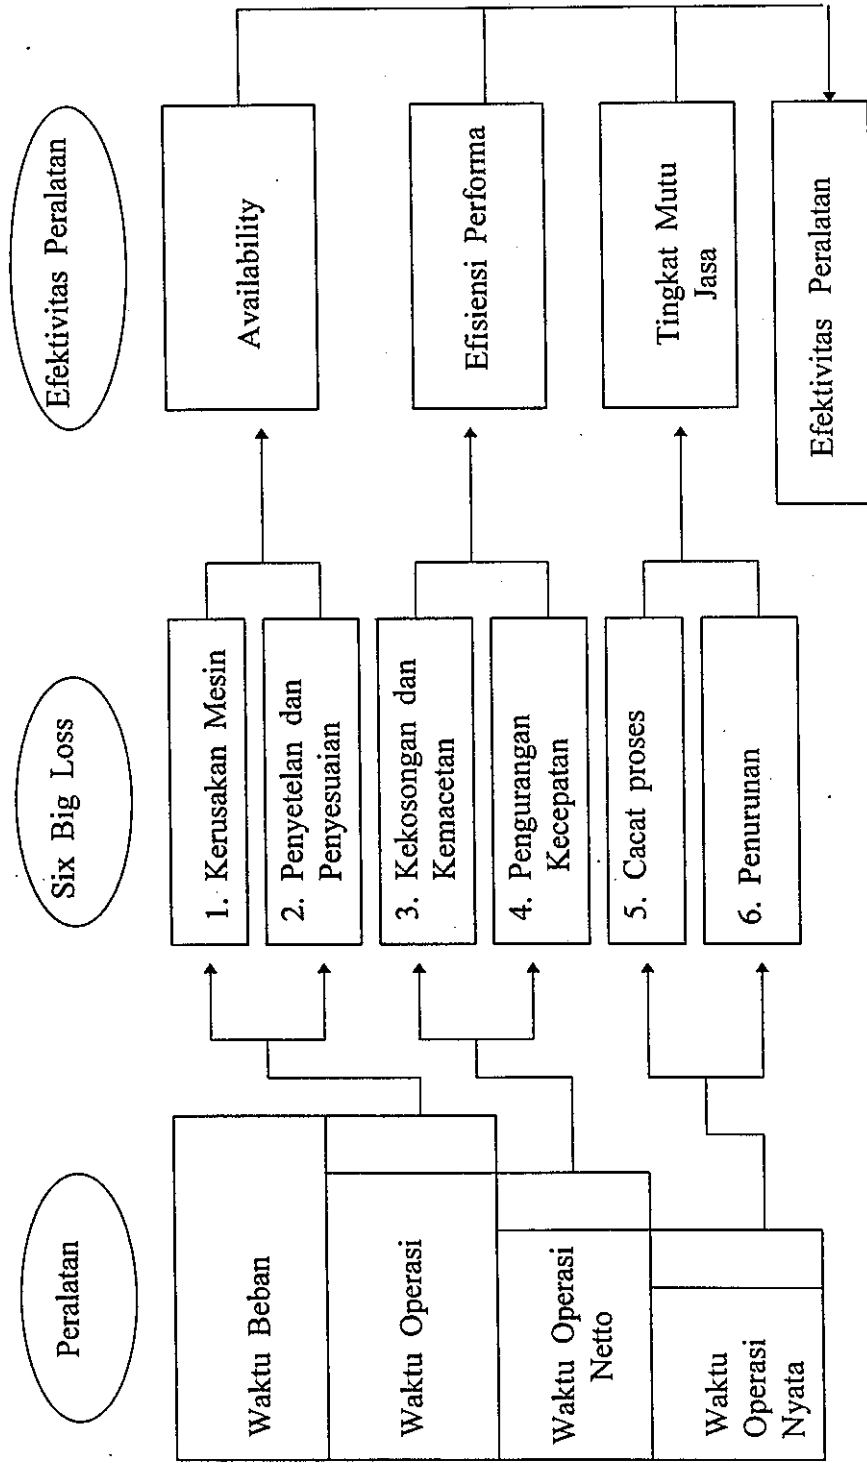 Peralatan
Six Big Loss
Efektivitas Peralatan
Waktu Beban
Waktu Operasi
Waktu Operasi
Netto
Waktu
Operasi
Nyata
1. Kerusakan Mesin
2. Penyetelan dan
Penyesuaian
3. Kekosongan dan
Kemacetan
4. Pengurangan
Kecepatan
5. Cacat proses
6. Penurunan
Availability
Efisiensi Performa
Tingkat Mutu
Jasa
Efektivitas Peralatan